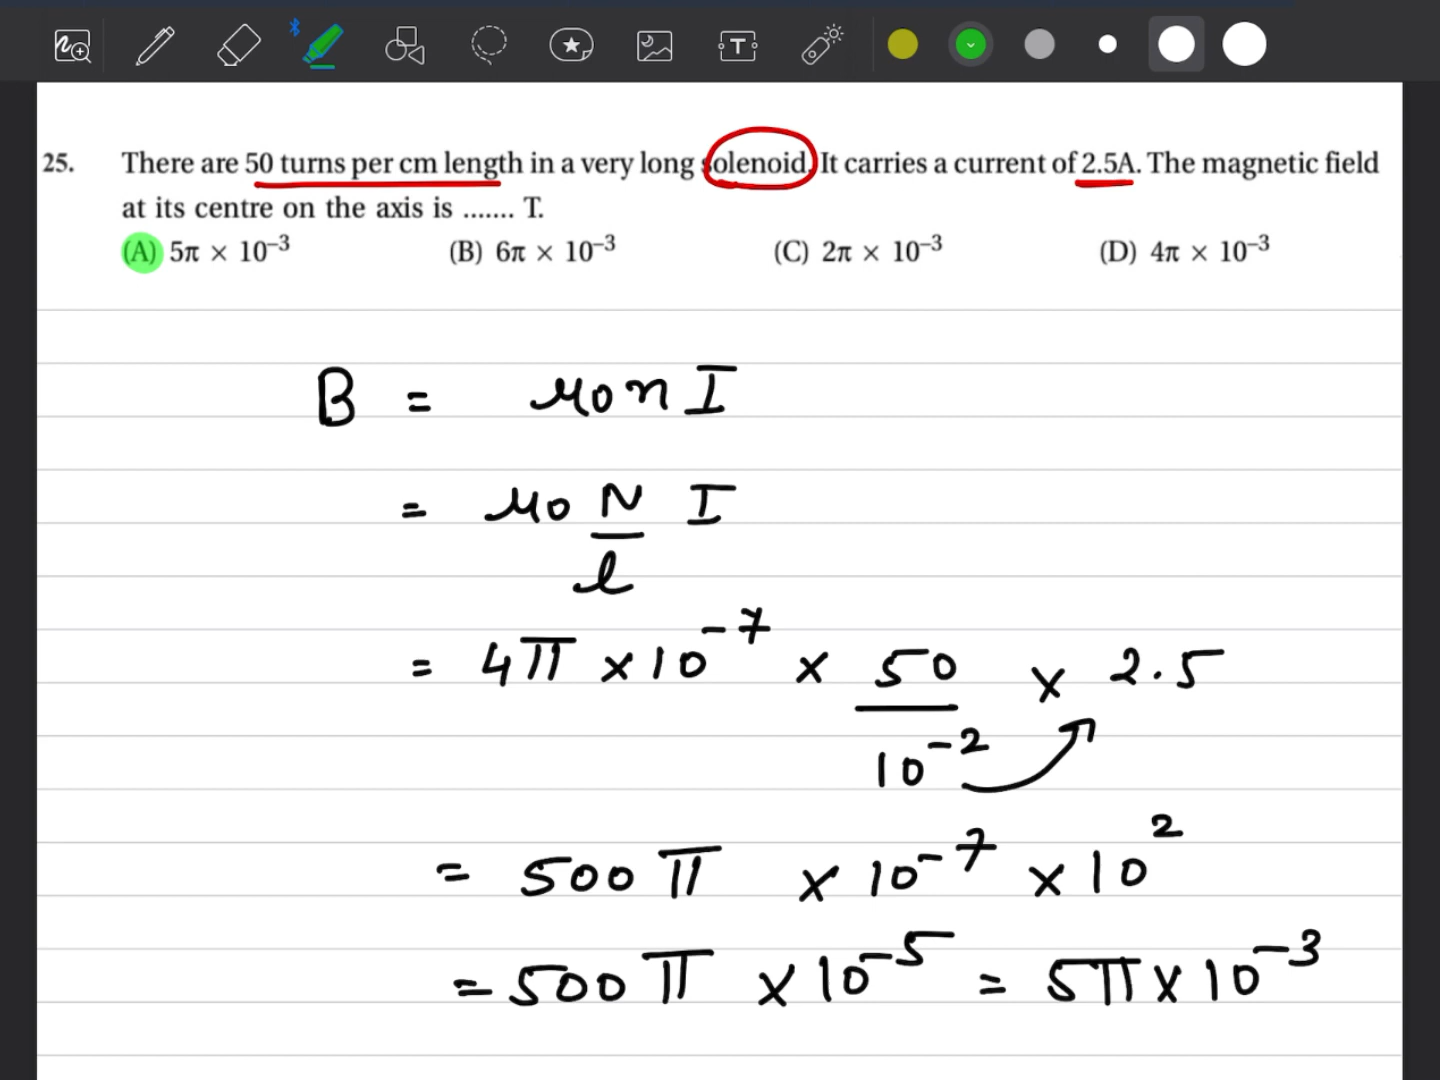 25. There are 50 turns per cm length in a very long solenoid. It carries a current of 2.5A. The magnetic field
at its centre on the axis is ....... T.
(A) 5π × 10⁻³ (B) 6π × 10⁻³ (C) 2π × 10⁻³ (D) 4π × 10⁻³
B = μ₀ n I
= μ₀ N/l I
= 4π × 10⁻⁷ × 50/10⁻² × 2.5
= 500 π × 10⁻⁷ × 10²
= 500 π × 10⁻⁵ = 5π × 10⁻³